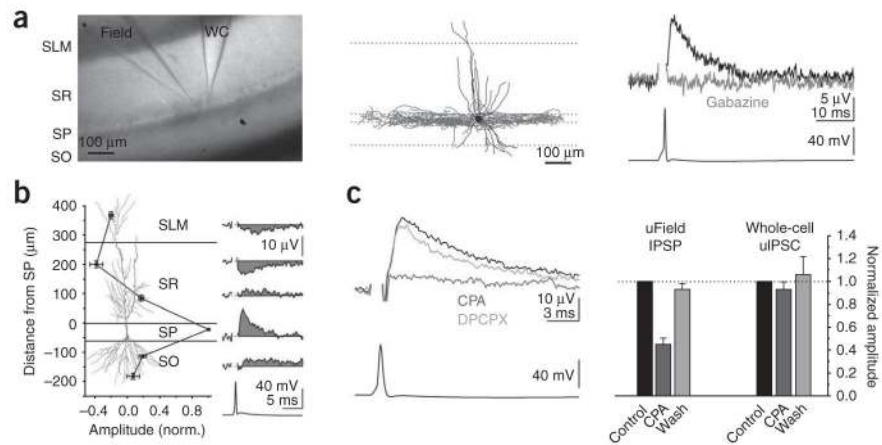 a
Field
WC
SLM
SR
SP
SO
100 μm
100 μm
Gabazine
5 μV
10 ms
40 mV
b
Distance from SP (μm)
400
300
200
100
0
−100
−200
SLM
SR
SP
SO
−0.4 0.0 0.4 0.8
Amplitude (norm.)
10 μV
40 mV
5 ms
c
CPA
DPCPX
10 μV
3 ms
40 mV
uField
IPSP
Whole-cell
uIPSC
1.4
1.2
1.0
0.8
0.6
0.4
0.2
0.0
Normalized amplitude
Control
CPA
Wash
Control
CPA
Wash